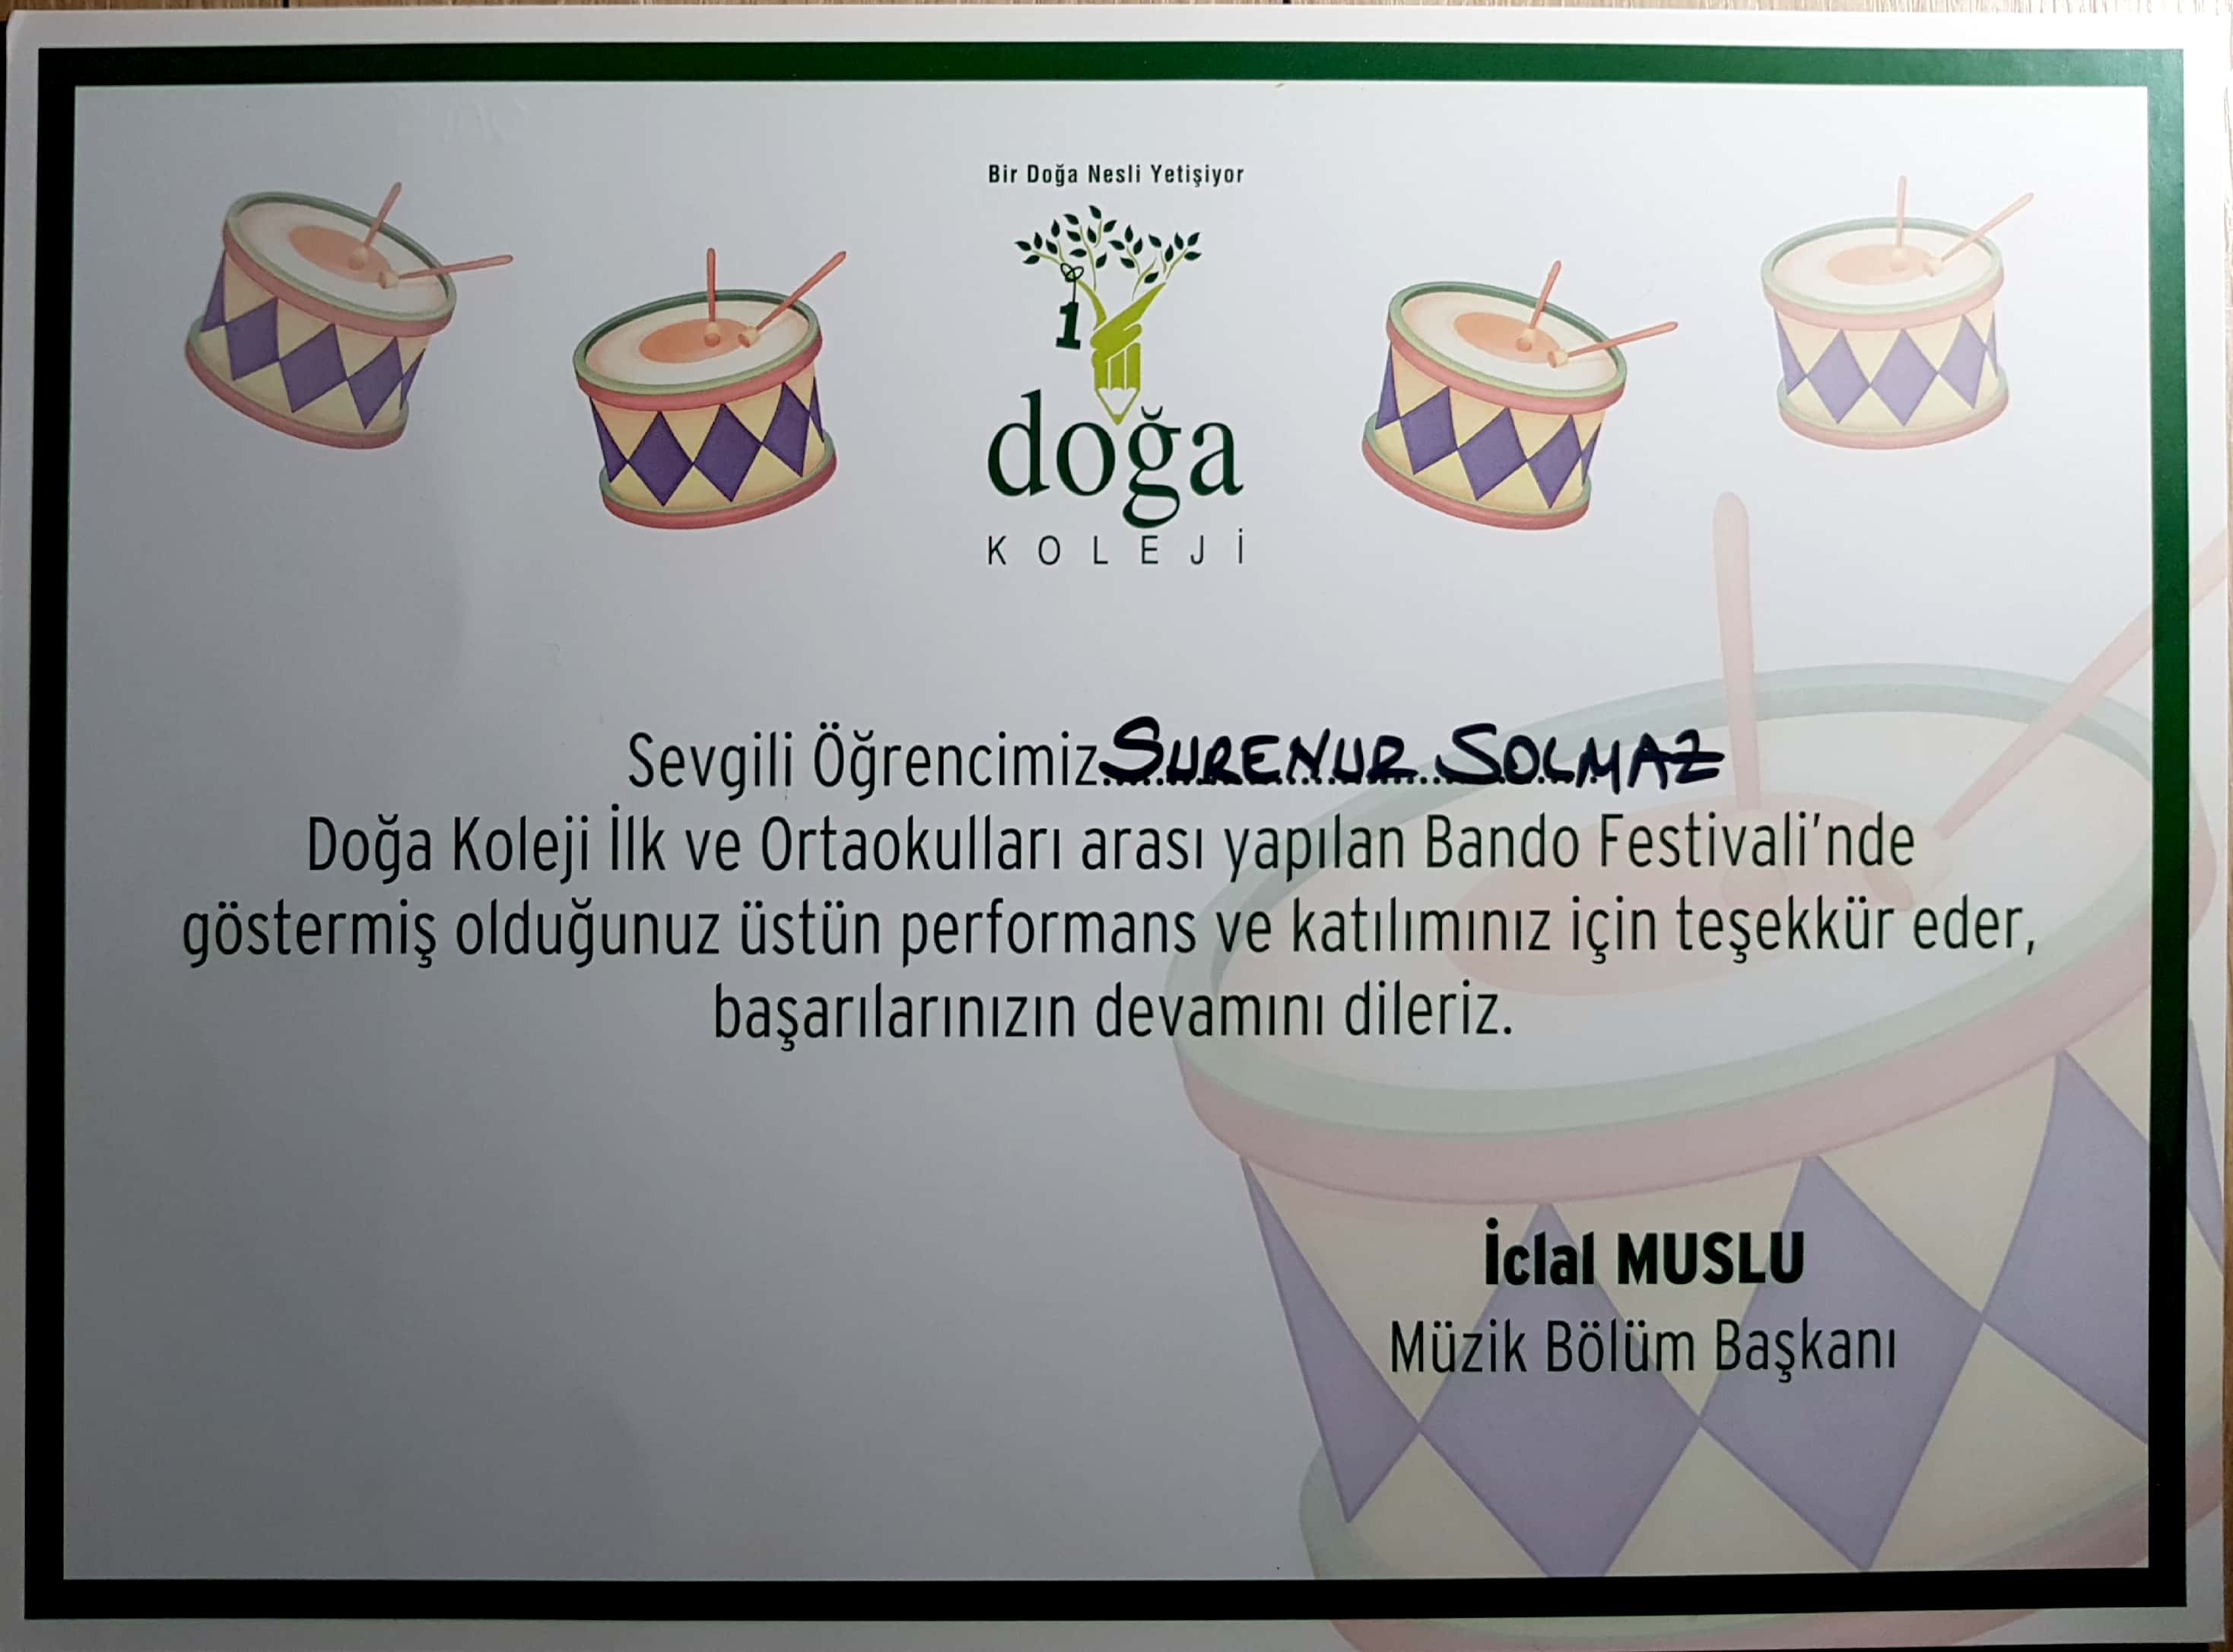 Bir Doğa Nesli Yetişiyor
1
doğa
KOLEJİ
Sevgili Öğrencimiz SURENUR SOLMAZ
Doğa Koleji İlk ve Ortaokulları arası yapılan Bando Festivali'nde
göstermiş olduğunuz üstün performans ve katılımınız için teşekkür eder,
başarılarınızın devamını dileriz.
İclal MUSLU
Müzik Bölüm Başkanı